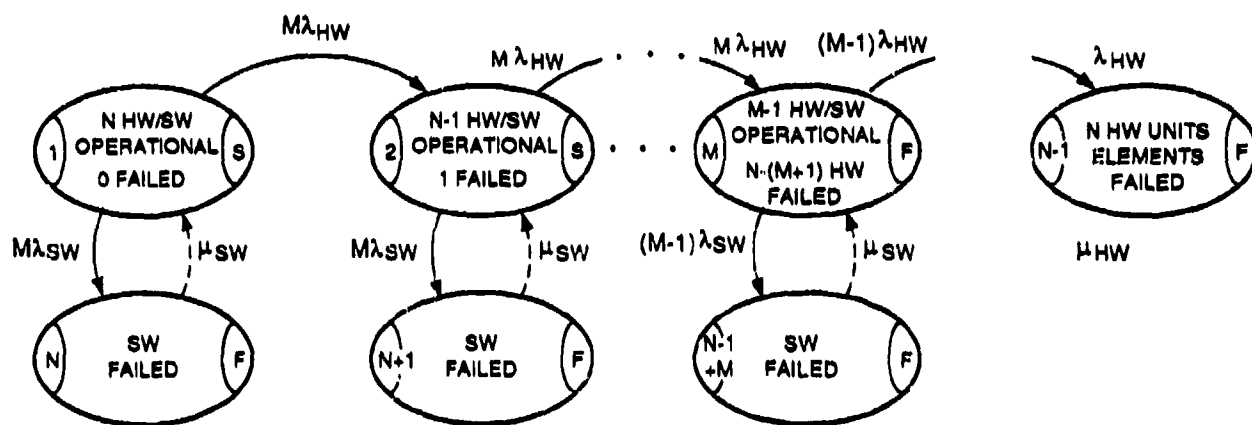 MλHW
M λHW
M λHW
(M-1) λHW
λHW
1
N HW/SW
OPERATIONAL
0 FAILED
S
2
N-1 HW/SW
OPERATIONAL
1 FAILED
S
M
M-1 HW/SW
OPERATIONAL
N-(M+1) HW
FAILED
F
N-1
N HW UNITS
ELEMENTS
FAILED
F
MλSW
μSW
MλSW
μSW
(M-1) λSW
μSW
μHW
N
SW
FAILED
F
N+1
SW
FAILED
F
N-1
+M
SW
FAILED
F